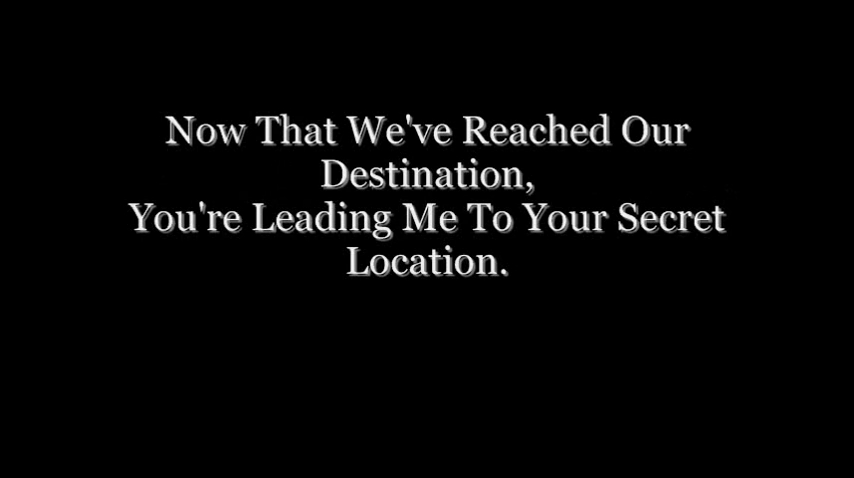 Now That We've Reached Our
Destination,
You're Leading Me To Your Secret
Location.